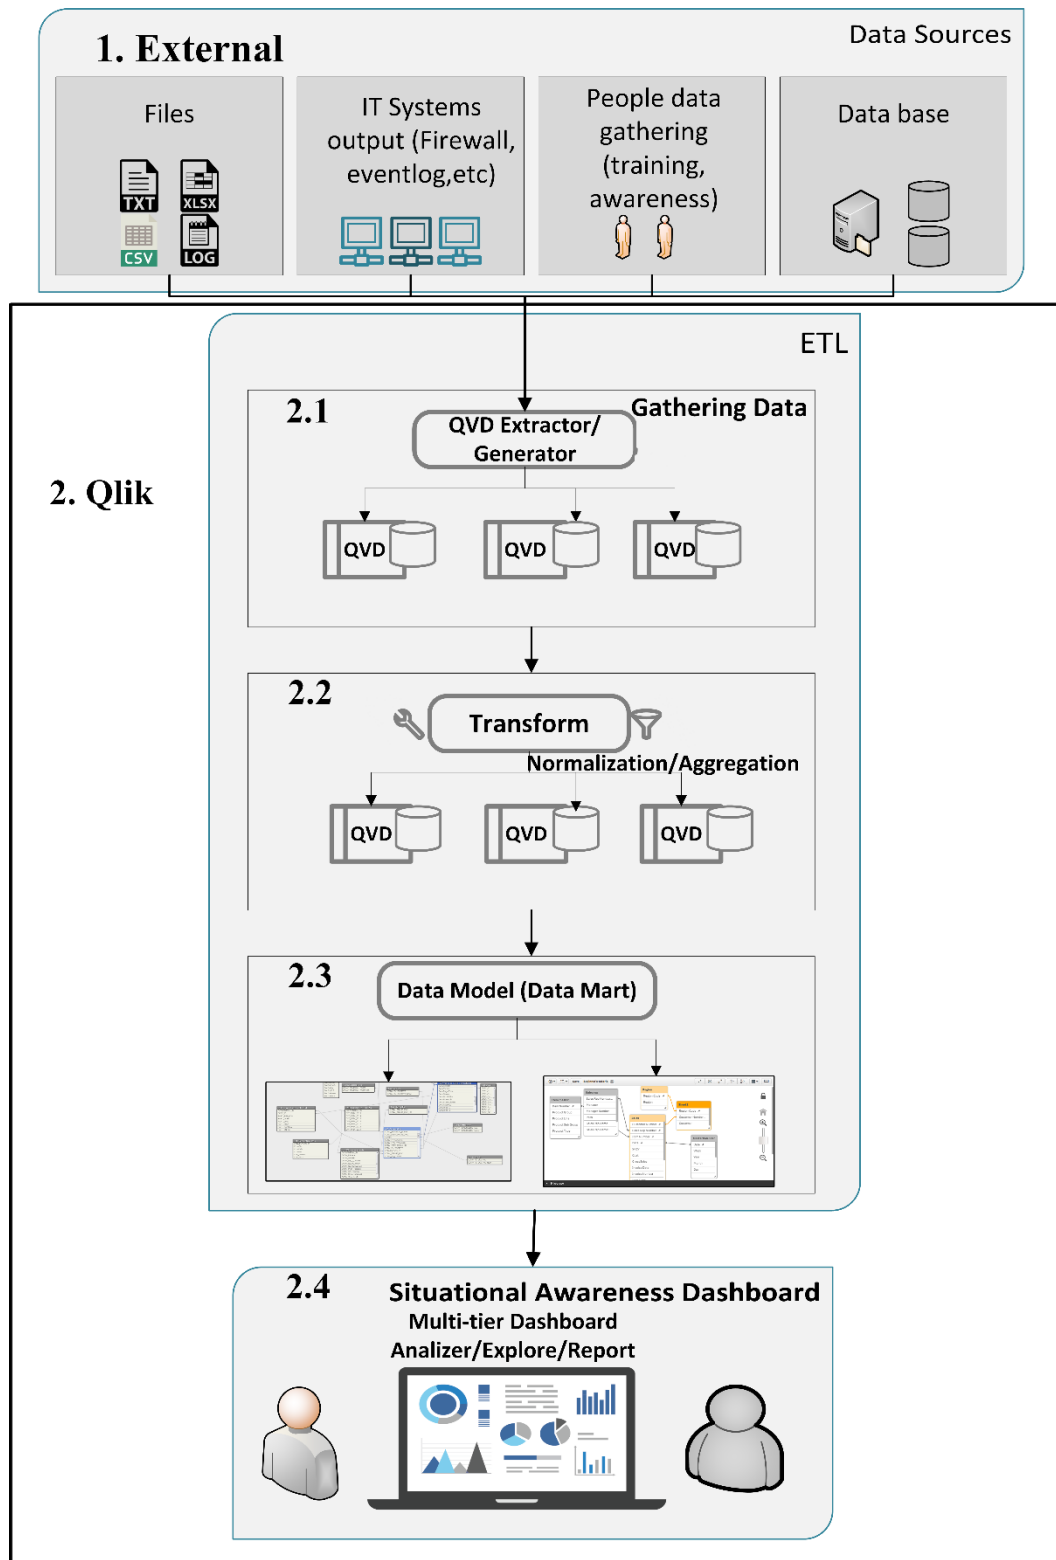 1. External
Data Sources
Files
TXT
XLSX
CSV
LOG
IT Systems
output (Firewall,
eventlog,etc)
People data
gathering
(training,
awareness)
Data base
ETL
2. Qlik
2.1
Gathering Data
QVD Extractor/
Generator
QVD
QVD
QVD
2.2
Transform
Normalization/Aggregation
QVD
QVD
QVD
2.3
Data Model (Data Mart)
2.4
Situational Awareness Dashboard
Multi-tier Dashboard
Analizer/Explore/Report